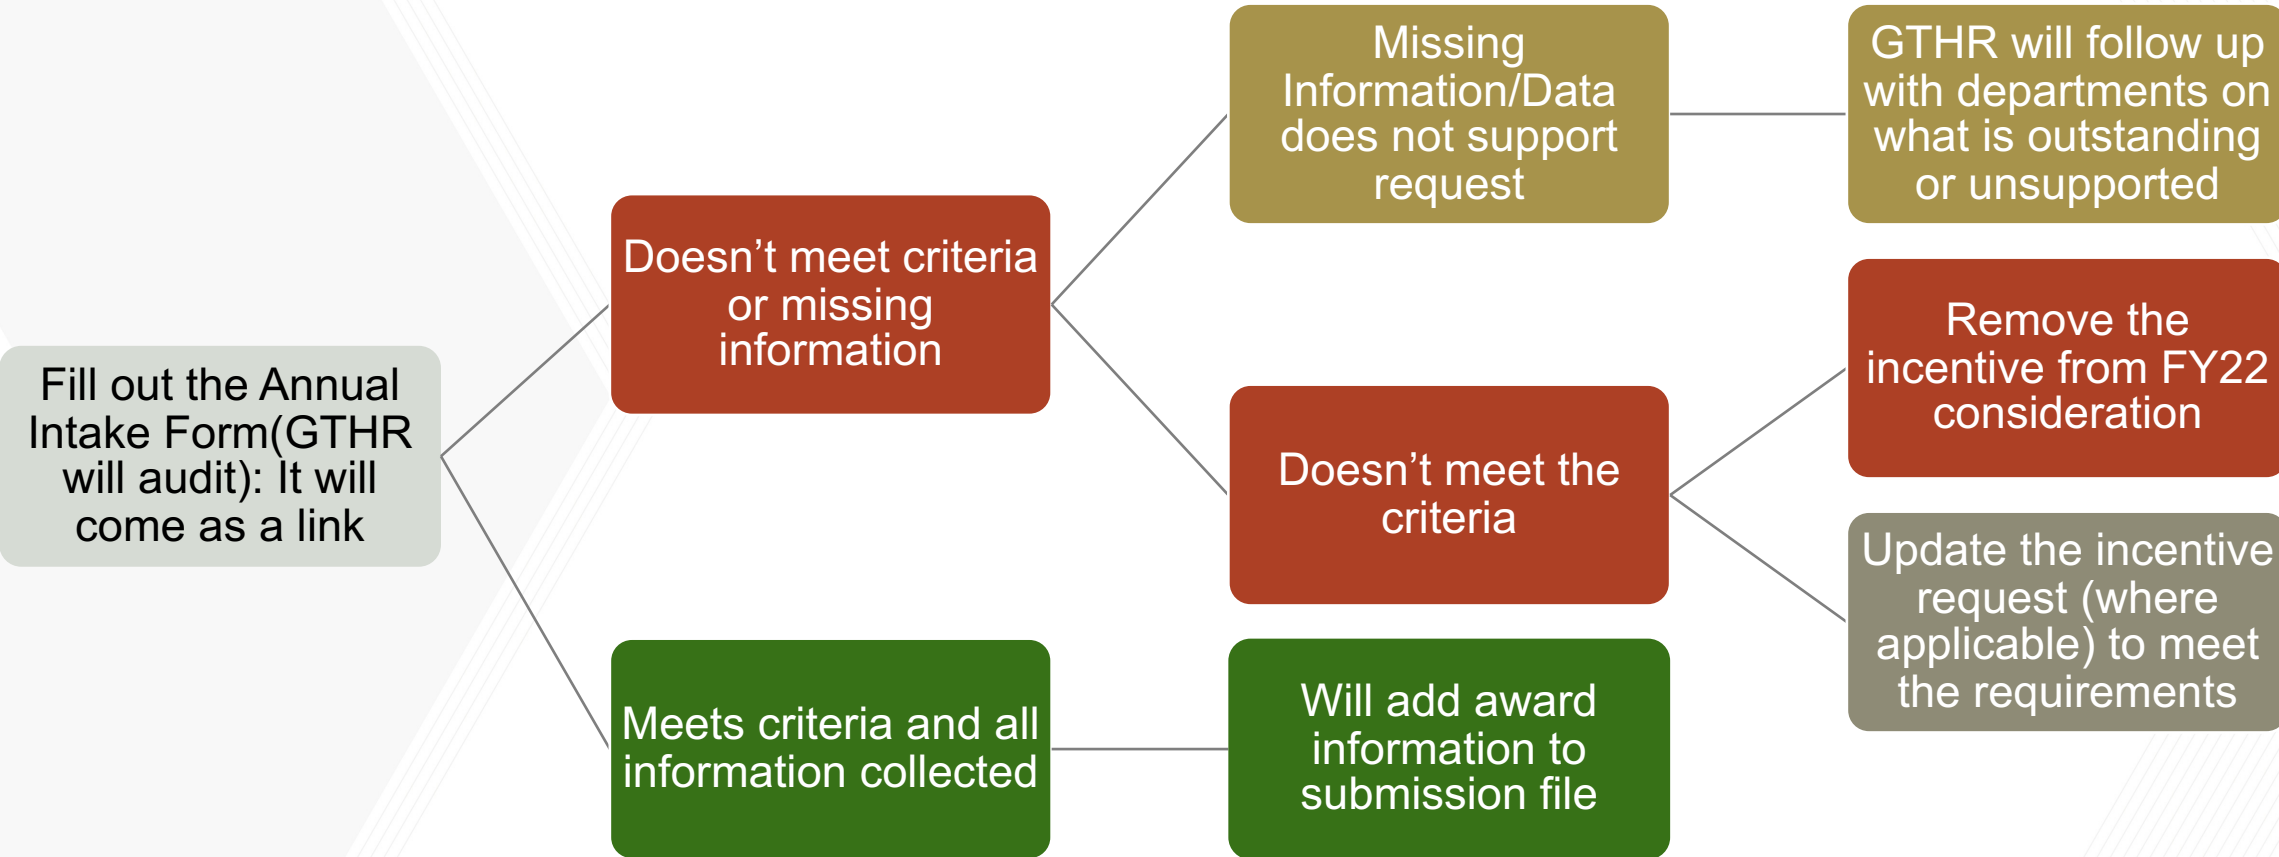 Fill out the Annual
Intake Form(GTHR
will audit): It will
come as a link
Doesn’t meet criteria
or missing
information
Missing
Information/Data
does not support
request
GTHR will follow up
with departments on
what is outstanding
or unsupported
Doesn’t meet the
criteria
Remove the
incentive from FY22
consideration
Update the incentive
request (where
applicable) to meet
the requirements
Meets criteria and all
information collected
Will add award
information to
submission file